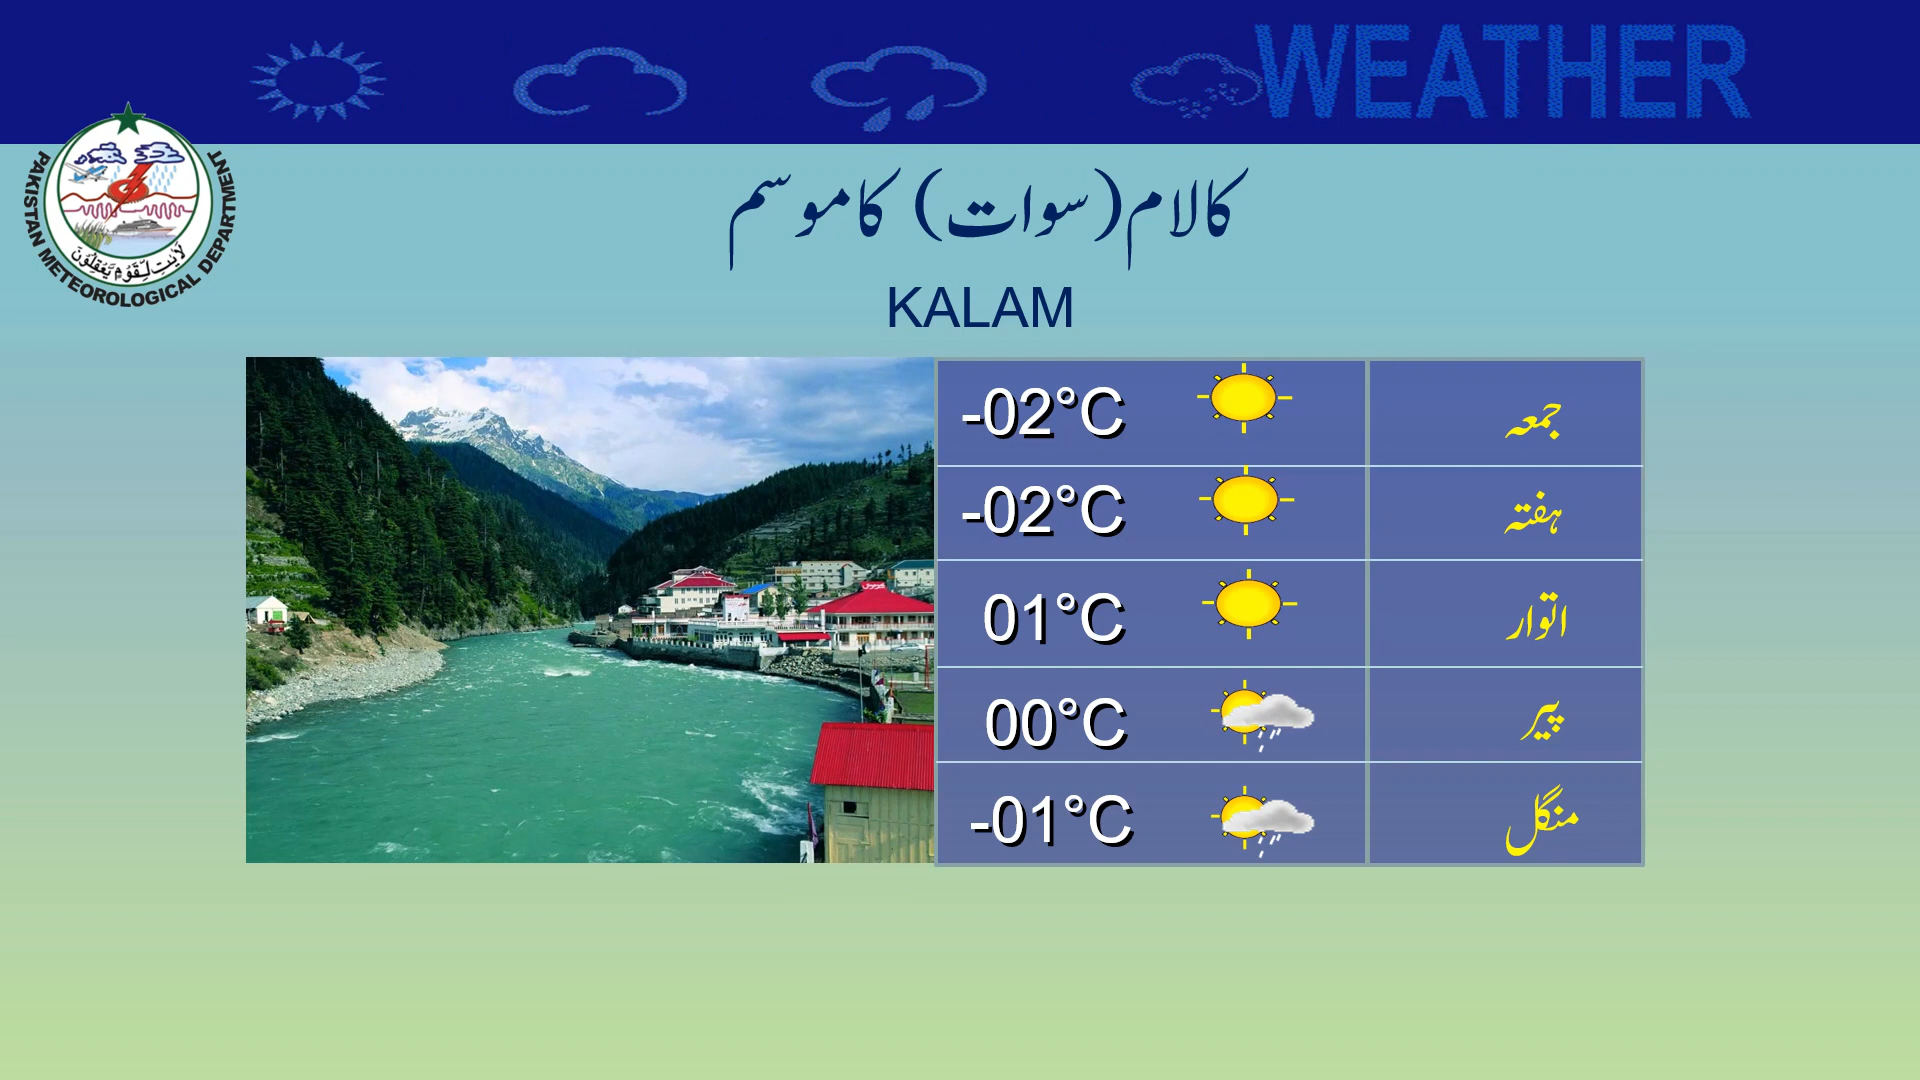 WEATHER
PAKISTAN METEOROLOGICAL DEPARTMENT
لَاٰيٰتٍ لِّقَوْمٍ يَّعْقِلُوْنَ
کالام (سوات) کا موسم
KALAM
-02°C جمعہ
-02°C ہفتہ
01°C اتوار
00°C پیر
-01°C منگل